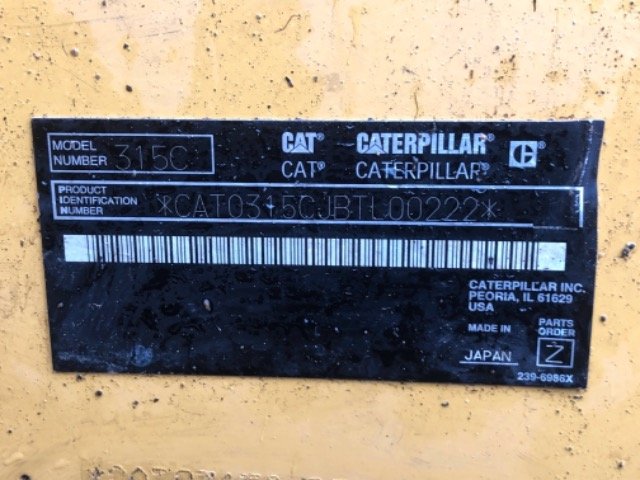 MODEL NUMBER 315C
CAT® CATERPILLAR® C
CAT® CATERPILLAR®
PRODUCT IDENTIFICATION NUMBER *CAT0315CJBTL00222*
CATERPILLAR INC.
PEORIA, IL 61629
USA
MADE IN
JAPAN
PARTS ORDER
Z
239-6986X